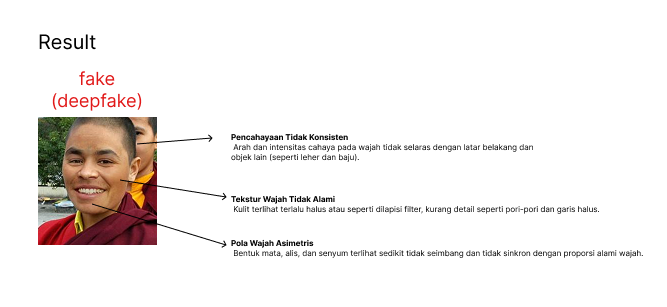 Result
fake
(deepfake)
Pencahayaan Tidak Konsisten
Arah dan intensitas cahaya pada wajah tidak selaras dengan latar belakang dan
objek lain (seperti leher dan baju).
Tekstur Wajah Tidak Alami
Kulit terlihat terlalu halus atau seperti dilapisi filter, kurang detail seperti pori-pori dan garis halus.
Pola Wajah Asimetris
Bentuk mata, alis, dan senyum terlihat sedikit tidak seimbang dan tidak sinkron dengan proporsi alami wajah.